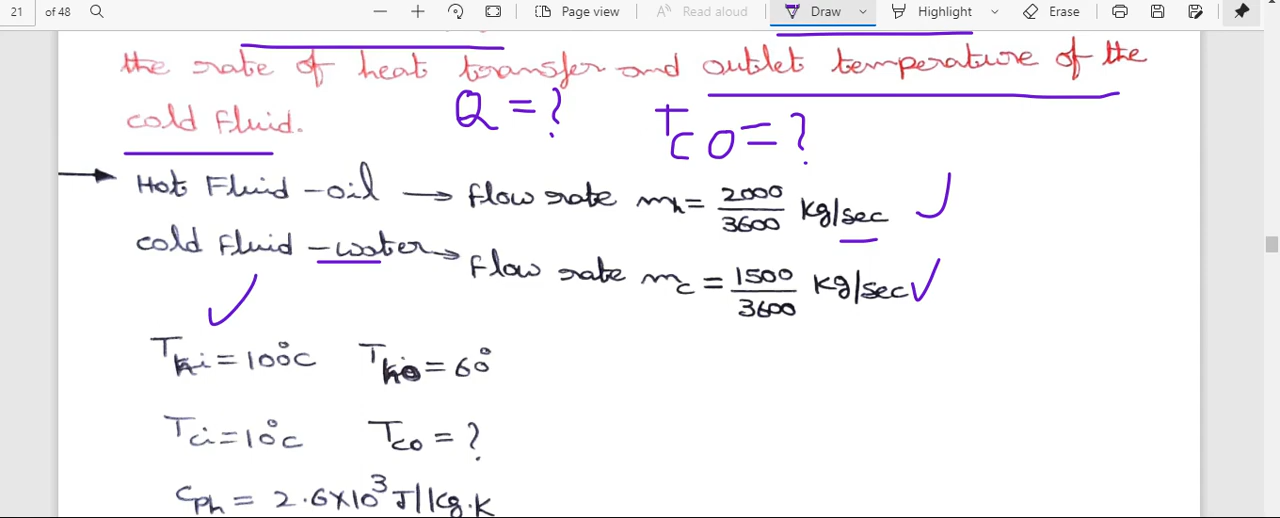 21 of 48 Page view Read aloud Draw Highlight Erase
the rate of heat transfer and outlet temperature of the
cold fluid.
Q = ? Tco = ?
Hot Fluid - oil → flow rate mh = 2000/3600 kg/sec
cold fluid - water → flow rate mc = 1500/3600 kg/sec
Thi = 100°C Tho = 60°
Tci = 10°C Tco = ?
CPh = 2.6×10³ J/kg.K